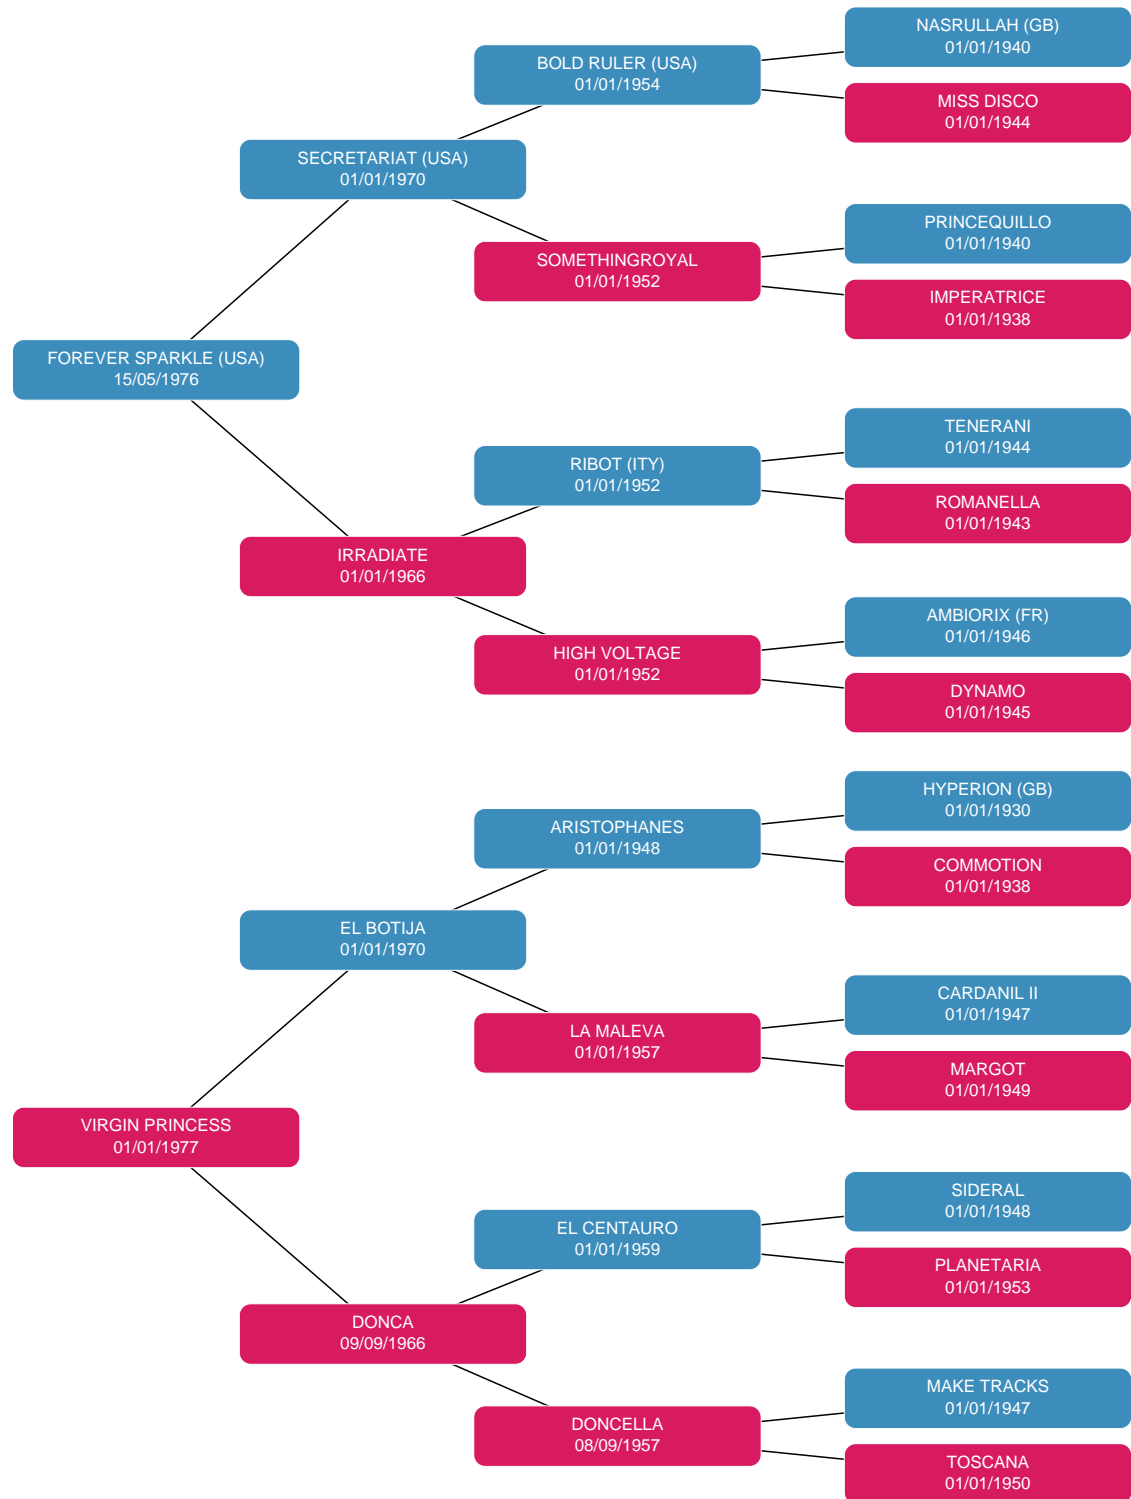 NASRULLAH (GB)
01/01/1940
BOLD RULER (USA)
01/01/1954
MISS DISCO
01/01/1944
SECRETARIAT (USA)
01/01/1970
PRINCEQUILLO
01/01/1940
SOMETHINGROYAL
01/01/1952
IMPERATRICE
01/01/1938
FOREVER SPARKLE (USA)
15/05/1976
TENERANI
01/01/1944
RIBOT (ITY)
01/01/1952
ROMANELLA
01/01/1943
IRRADIATE
01/01/1966
AMBIORIX (FR)
01/01/1946
HIGH VOLTAGE
01/01/1952
DYNAMO
01/01/1945
HYPERION (GB)
01/01/1930
ARISTOPHANES
01/01/1948
COMMOTION
01/01/1938
EL BOTIJA
01/01/1970
CARDANIL II
01/01/1947
LA MALEVA
01/01/1957
MARGOT
01/01/1949
VIRGIN PRINCESS
01/01/1977
SIDERAL
01/01/1948
EL CENTAURO
01/01/1959
PLANETARIA
01/01/1953
DONCA
09/09/1966
MAKE TRACKS
01/01/1947
DONCELLA
08/09/1957
TOSCANA
01/01/1950